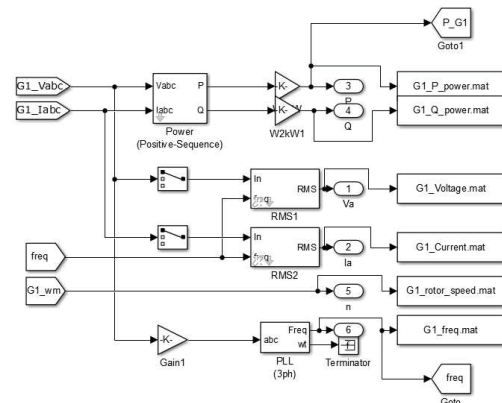 P_G1
Goto1
G1_Vabc
G1_Iabc
Vabc
P
Iabc
Q
Power
(Positive-Sequence)
-K-
-K-
W2kW1
3
P
4
Q
G1_P_power.mat
G1_Q_power.mat
In
RMS
freq
RMS1
1
Va
G1_Voltage.mat
In
RMS
freq
RMS2
2
Ia
G1_Current.mat
freq
G1_wm
5
n
G1_rotor_speed.mat
-K-
Gain1
abc
Freq
wt
PLL
(3ph)
6
Terminator
G1_freq.mat
freq
Goto